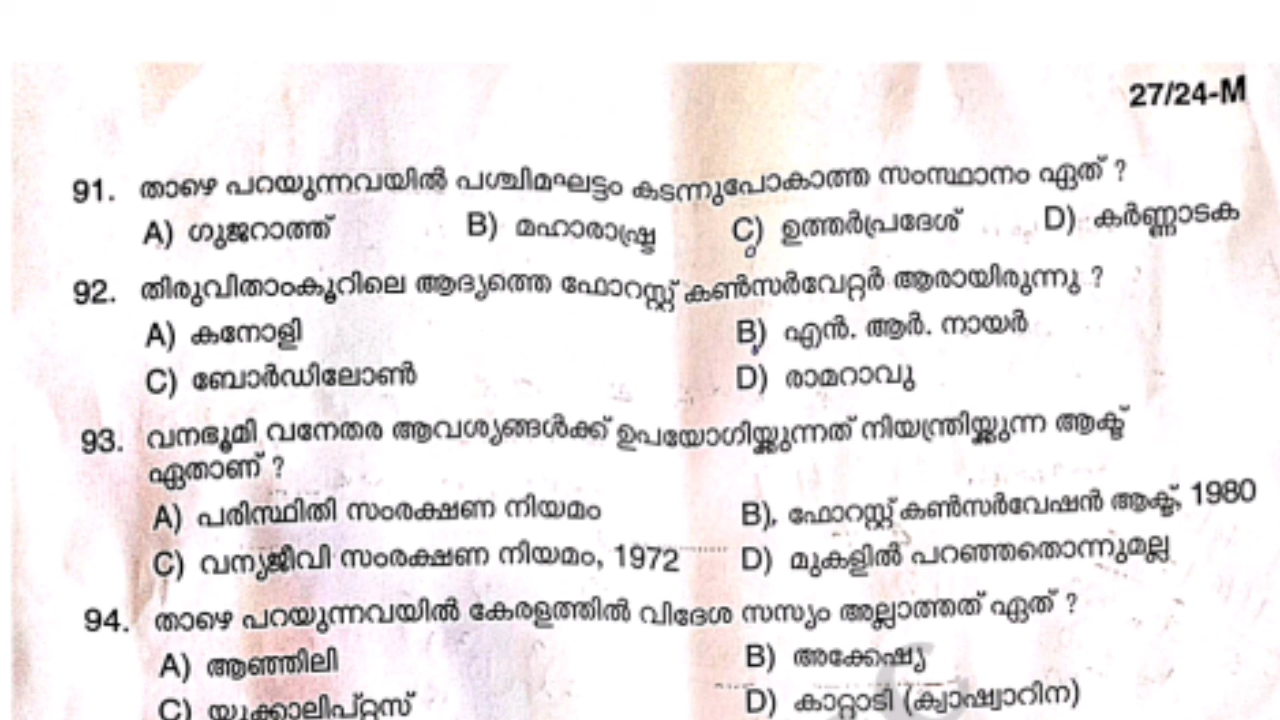 27/24-M
91. താഴെ പറയുന്നവയിൽ പശ്ചിമഘട്ടം കടന്നുപോകാത്ത സംസ്ഥാനം ഏത് ?
A) ഗുജറാത്ത് B) മഹാരാഷ്ട്ര C) ഉത്തർപ്രദേശ് D) കർണ്ണാടക
92. തിരുവിതാംകൂറിലെ ആദ്യത്തെ ഫോറസ്റ്റ് കൺസർവേറ്റർ ആരായിരുന്നു ?
A) കനോളി B) എൻ. ആർ. നായർ
C) ബോർഡിലോൺ D) രാമറാവു
93. വനഭൂമി വനേതര ആവശ്യങ്ങൾക്ക് ഉപയോഗിയ്ക്കുന്നത് നിയന്ത്രിയ്ക്കുന്ന ആക്ട്
ഏതാണ് ?
A) പരിസ്ഥിതി സംരക്ഷണ നിയമം B) ഫോറസ്റ്റ് കൺസർവേഷൻ ആക്ട്, 1980
C) വന്യജീവി സംരക്ഷണ നിയമം, 1972 D) മുകളിൽ പറഞ്ഞതൊന്നുമല്ല
94. താഴെ പറയുന്നവയിൽ കേരളത്തിൽ വിദേശ സസ്യം അല്ലാത്തത് ഏത് ?
A) ആഞ്ഞിലി B) അക്കേഷ്യ
C) യൂക്കാലിപ്റ്റസ് D) കാറ്റാടി (ക്വാഷ്വാറിന)